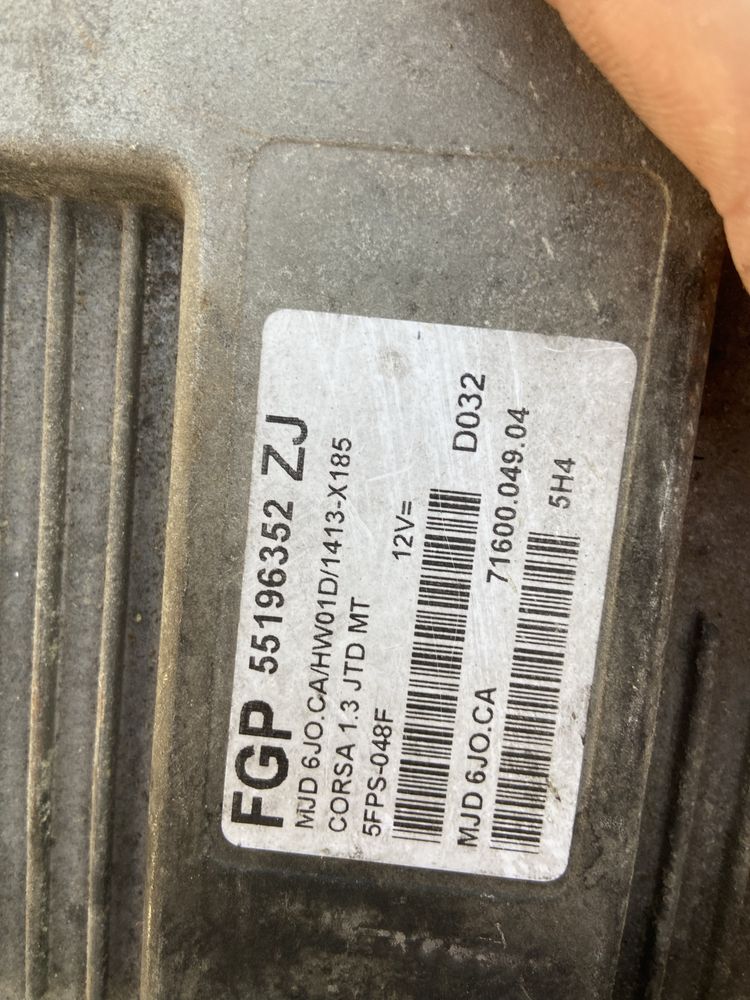 FGP 55196352 ZJ
MJD 6JO.CA/HW01D/1413-X185
CORSA 1.3 JTD MT
5FPS-048F 12V=
D032
MJD 6JO.CA 71600.049.04
5H4